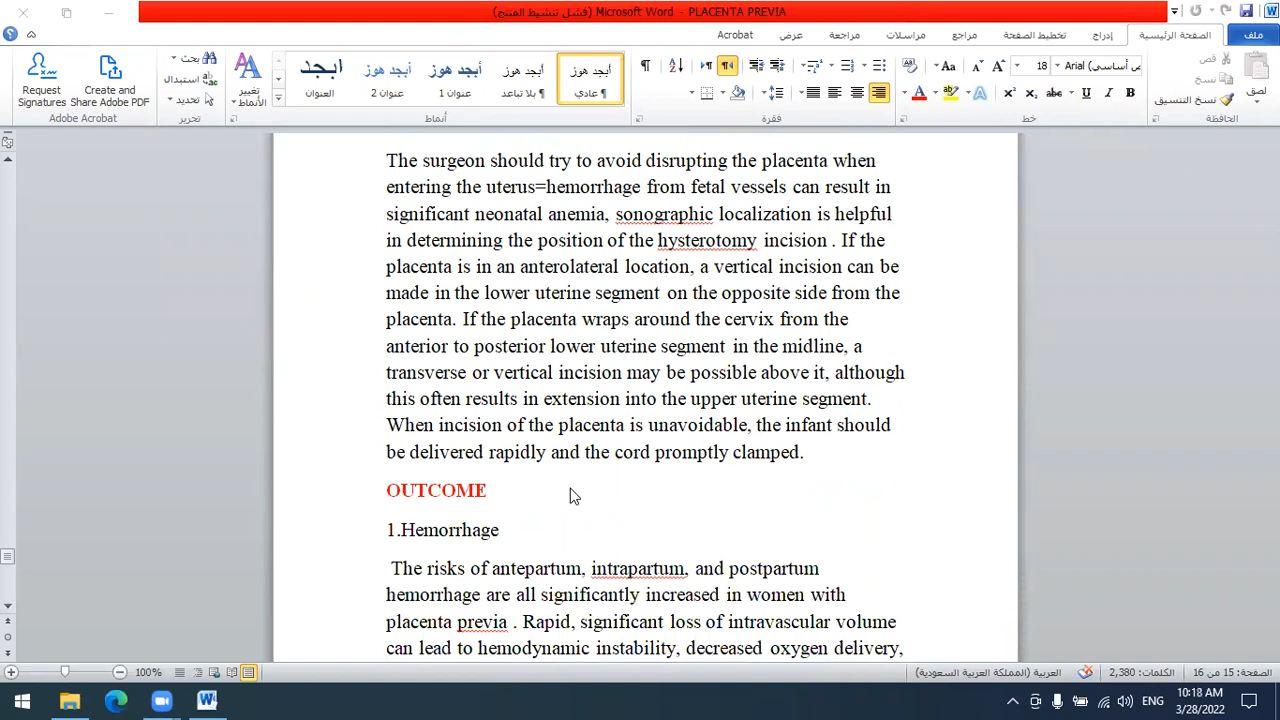 PLACENTA PREVIA - Microsoft Word (فشل تنشيط المنتج)
ملف
الصفحة الرئيسية
إدراج
تخطيط الصفحة
مراجع
مراسلات
مراجعة
عرض
Acrobat
لصق
قص
نسخ
نسخ التنسيق
الحافظة
Arial (نص أساسي)
18
خط
فقرة
أبجد هوز
¶ عادي
أبجد هوز
¶ بلا تباعد
أبجد هوز
عنوان 1
أبجد هوز
عنوان 2
ابجد
العنوان
تغيير الأنماط
أنماط
بحث
استبدال
تحديد
تحرير
Create and Share Adobe PDF
Request Signatures
Adobe Acrobat
The surgeon should try to avoid disrupting the placenta when
entering the uterus=hemorrhage from fetal vessels can result in
significant neonatal anemia, sonographic localization is helpful
in determining the position of the hysterotomy incision . If the
placenta is in an anterolateral location, a vertical incision can be
made in the lower uterine segment on the opposite side from the
placenta. If the placenta wraps around the cervix from the
anterior to posterior lower uterine segment in the midline, a
transverse or vertical incision may be possible above it, although
this often results in extension into the upper uterine segment.
When incision of the placenta is unavoidable, the infant should
be delivered rapidly and the cord promptly clamped.
OUTCOME
1.Hemorrhage
The risks of antepartum, intrapartum, and postpartum
hemorrhage are all significantly increased in women with
placenta previa . Rapid, significant loss of intravascular volume
can lead to hemodynamic instability, decreased oxygen delivery,
الصفحة: 15 من 16
الكلمات: 2,380
العربية (المملكة العربية السعودية)
100%
ENG
10:18 AM
3/28/2022